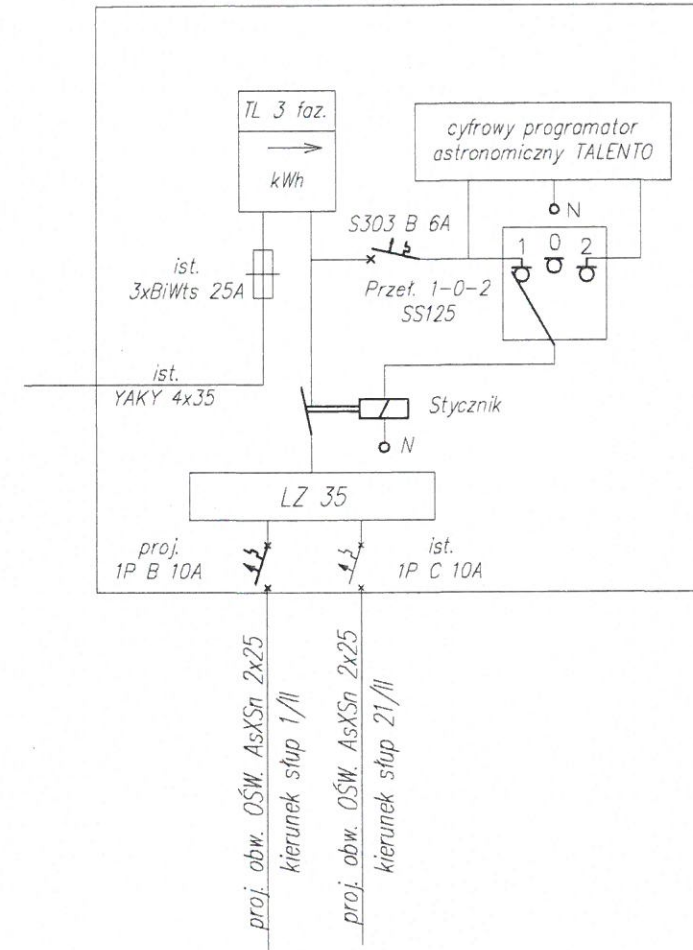 TL 3 faz.
kWh
cyfrowy programator
astronomiczny TALENTO
N
S303 B 6A
1 0 2
Przeł. 1-0-2
SS125
ist.
3xBiWts 25A
ist.
YAKY 4x35
Stycznik
N
LZ 35
proj.
1P B 10A
ist.
1P C 10A
proj. obw. OŚW. AsXSn 2x25
kierunek słup 1/II
proj. obw. OŚW. AsXSn 2x25
kierunek słup 21/II